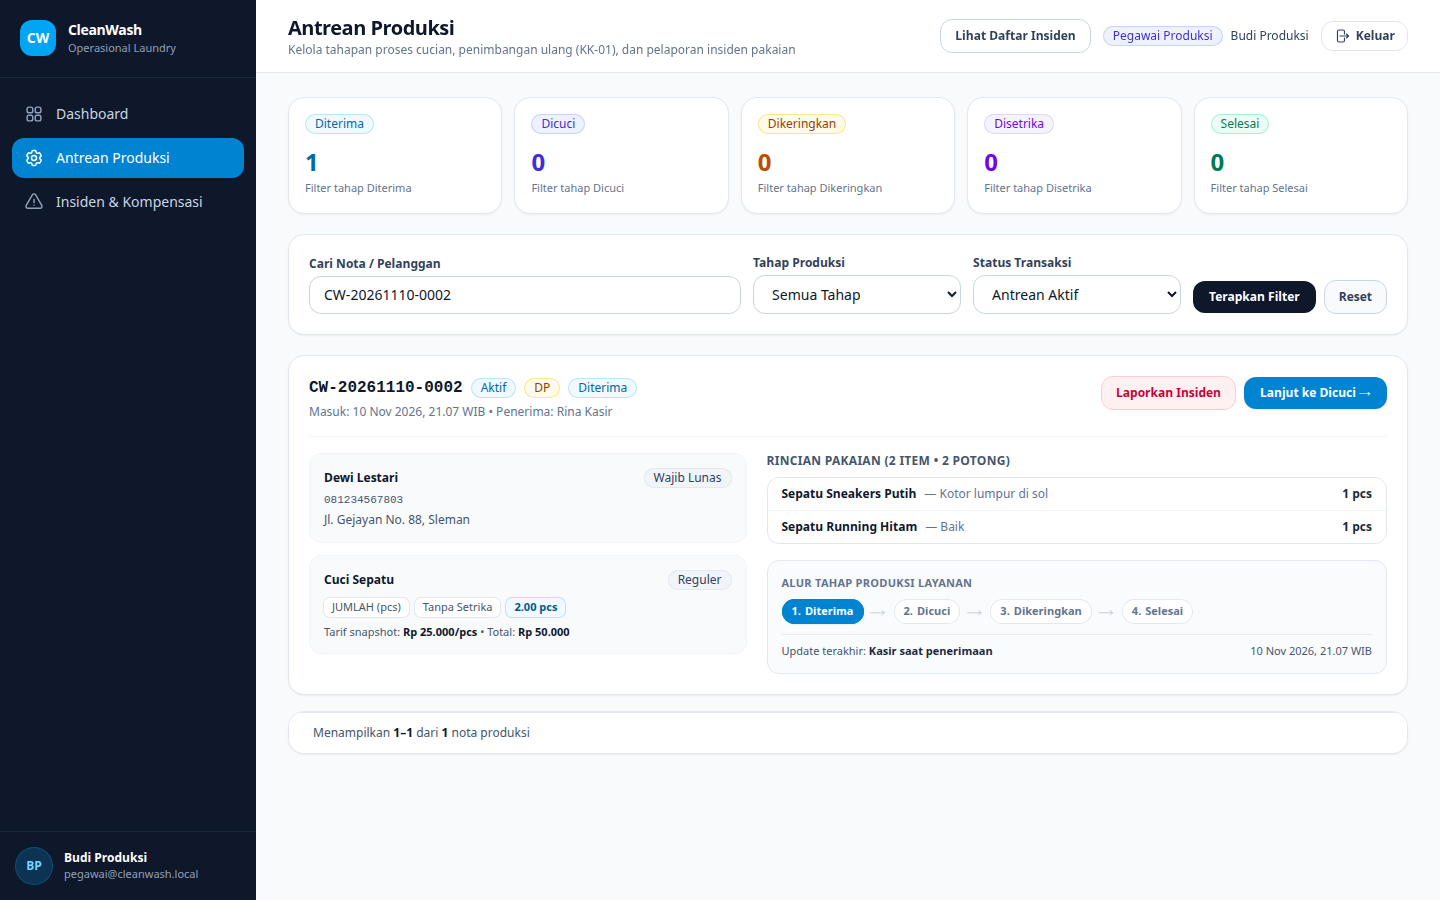 CW
CleanWash
Operasional Laundry
Dashboard
Antrean Produksi
Insiden & Kompensasi
BP
Budi Produksi
pegawai@cleanwash.local
Antrean Produksi
Kelola tahapan proses cucian, penimbangan ulang (KK-01), dan pelaporan insiden pakaian
Lihat Daftar Insiden
Pegawai Produksi
Budi Produksi
Keluar
Diterima
1
Filter tahap Diterima
Dicuci
0
Filter tahap Dicuci
Dikeringkan
0
Filter tahap Dikeringkan
Disetrika
0
Filter tahap Disetrika
Selesai
0
Filter tahap Selesai
Cari Nota / Pelanggan
CW-20261110-0002
Tahap Produksi
Semua Tahap
Status Transaksi
Antrean Aktif
Terapkan Filter
Reset
CW-20261110-0002 Aktif DP Diterima
Masuk: 10 Nov 2026, 21.07 WIB • Penerima: Rina Kasir
Laporkan Insiden
Lanjut ke Dicuci →
Dewi Lestari
Wajib Lunas
081234567803
Jl. Gejayan No. 88, Sleman
Cuci Sepatu
Reguler
JUMLAH (pcs) Tanpa Setrika 2.00 pcs
Tarif snapshot: Rp 25.000/pcs • Total: Rp 50.000
RINCIAN PAKAIAN (2 ITEM • 2 POTONG)
Sepatu Sneakers Putih — Kotor lumpur di sol 1 pcs
Sepatu Running Hitam — Baik 1 pcs
ALUR TAHAP PRODUKSI LAYANAN
1. Diterima → 2. Dicuci → 3. Dikeringkan → 4. Selesai
Update terakhir: Kasir saat penerimaan 10 Nov 2026, 21.07 WIB
Menampilkan 1–1 dari 1 nota produksi